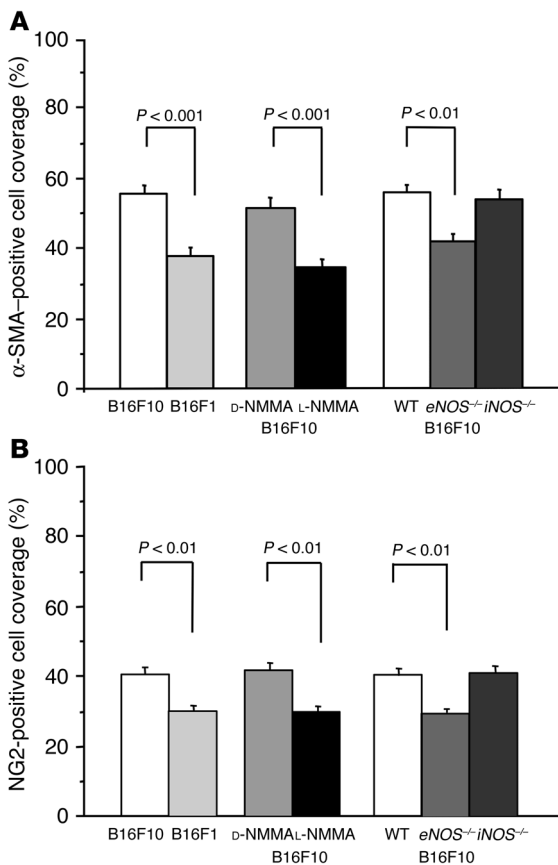 A
α-SMA–positive cell coverage (%)
100
80
60
40
20
0
P < 0.001
P < 0.001
P < 0.01
B16F10 B16F1 D-NMMA L-NMMA WT eNOS–/– iNOS–/–
B16F10 B16F10
B
NG2-positive cell coverage (%)
100
80
60
40
20
0
P < 0.01
P < 0.01
P < 0.01
B16F10 B16F1 D-NMMA L-NMMA WT eNOS–/– iNOS–/–
B16F10 B16F10